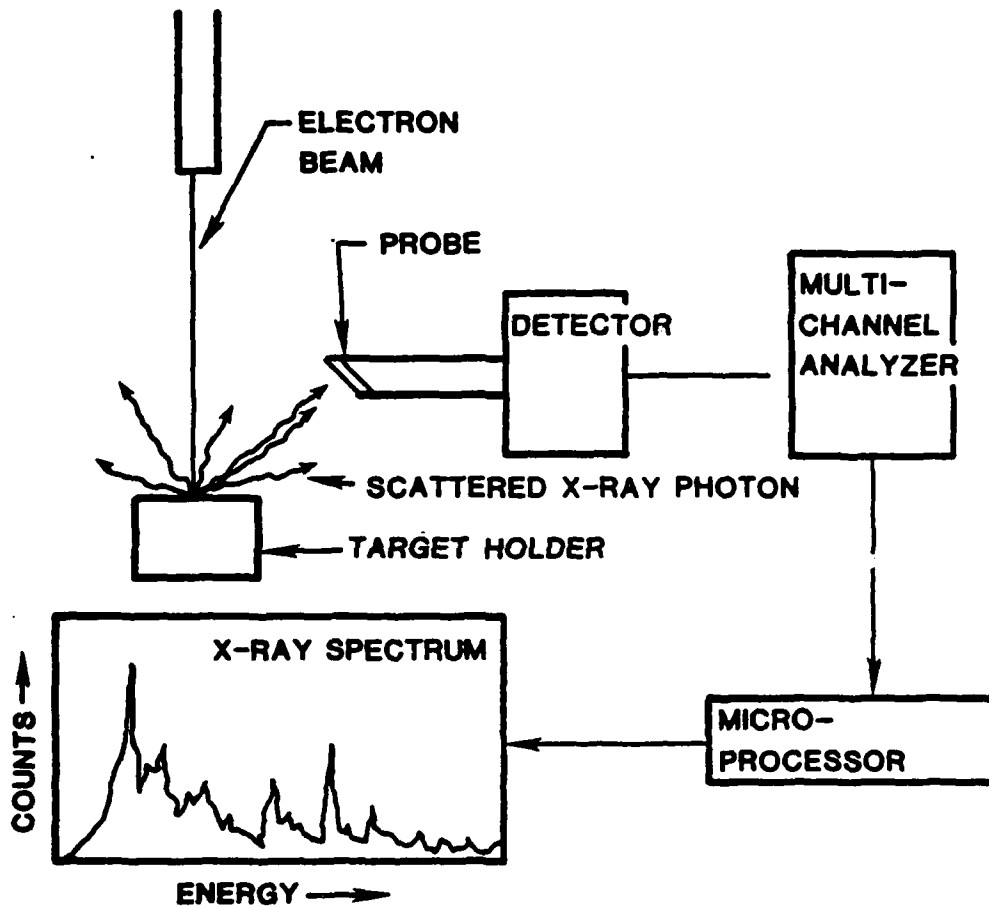 ELECTRON
BEAM
PROBE
MULTI-
CHANNEL
ANALYZER
DETECTOR
SCATTERED X-RAY PHOTON
TARGET HOLDER
X-RAY SPECTRUM
COUNTS
MICRO-
PROCESSOR
ENERGY